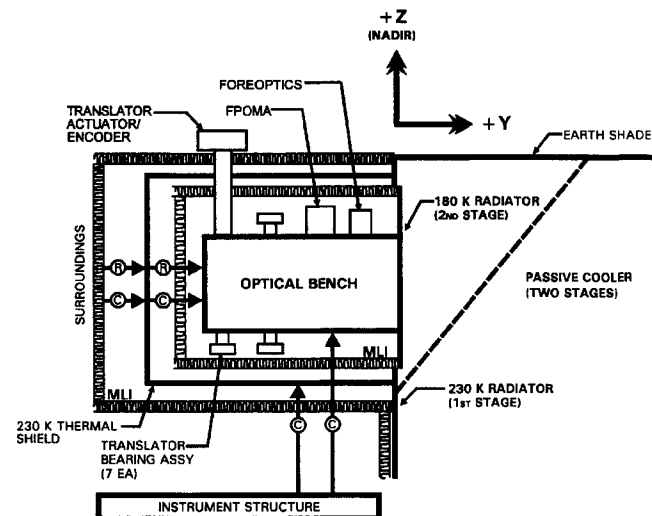 +Z
(NADIR)
FOREOPTICS
FPOMA
TRANSLATOR
ACTUATOR/
ENCODER
+Y
EARTH SHADE
180 K RADIATOR
(2ND STAGE)
SURROUNDINGS
R
R
C
C
OPTICAL BENCH
PASSIVE COOLER
(TWO STAGES)
MLI
MLI
230 K RADIATOR
(1ST STAGE)
230 K THERMAL
SHIELD
TRANSLATOR
BEARING ASSY
(7 EA)
C
C
INSTRUMENT STRUCTURE